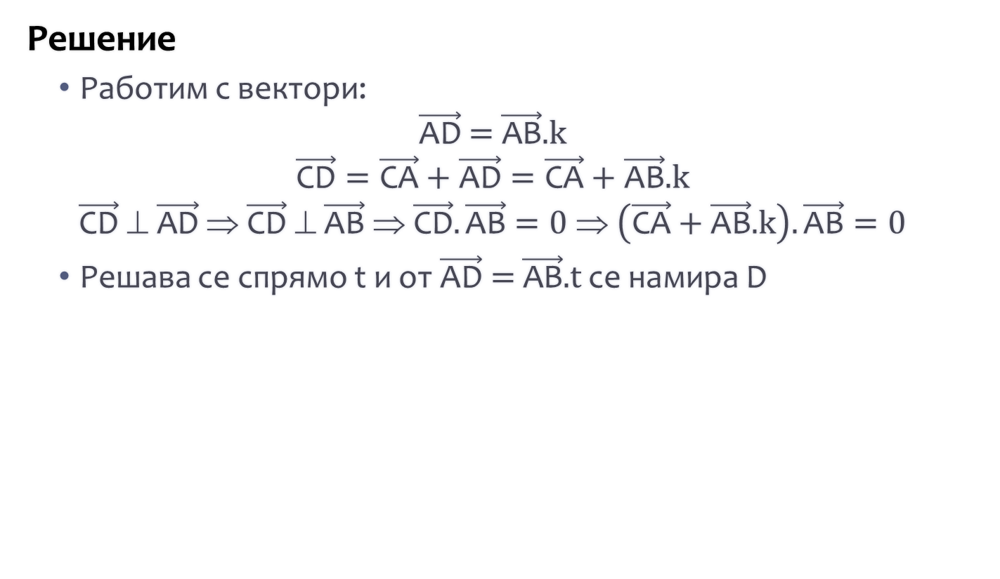 Решение
• Работим с вектори:
$\overrightarrow{AD} = \overrightarrow{AB}.k$
$\overrightarrow{CD} = \overrightarrow{CA} + \overrightarrow{AD} = \overrightarrow{CA} + \overrightarrow{AB}.k$
$\overrightarrow{CD} \perp \overrightarrow{AD} \Rightarrow \overrightarrow{CD} \perp \overrightarrow{AB} \Rightarrow \overrightarrow{CD}.\overrightarrow{AB} = 0 \Rightarrow (\overrightarrow{CA} + \overrightarrow{AB}.k).\overrightarrow{AB} = 0$
• Решава се спрямо t и от $\overrightarrow{AD} = \overrightarrow{AB}.t$ се намира D